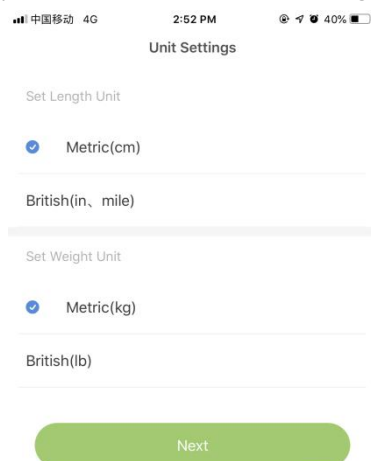 中国移动 4G 2:52 PM 40%
Unit Settings
Set Length Unit
Metric(cm)
British(in、mile)
Set Weight Unit
Metric(kg)
British(lb)
Next